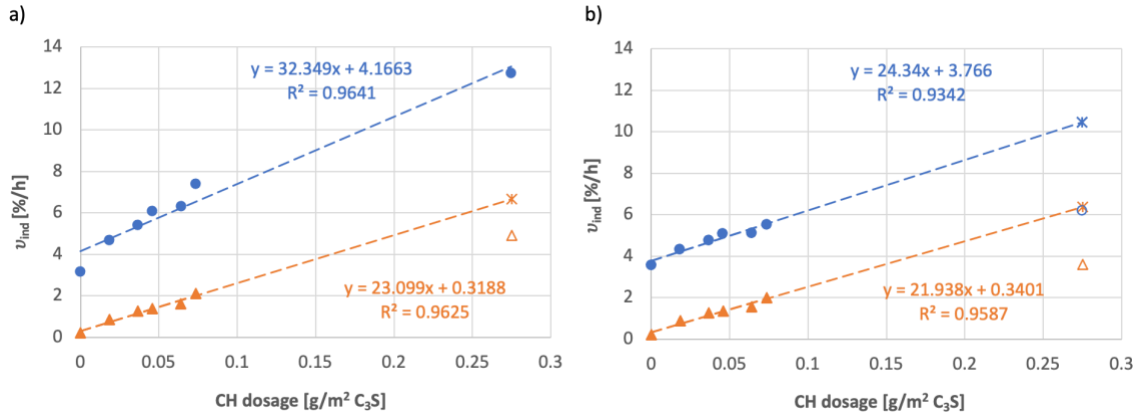 a)
14
12
10
8
6
4
2
0
υind [%/h]
y = 32.349x + 4.1663
R² = 0.9641
y = 23.099x + 0.3188
R² = 0.9625
0 0.05 0.1 0.15 0.2 0.25 0.3
CH dosage [g/m² C₃S]
b)
14
12
10
8
6
4
2
0
υind [%/h]
y = 24.34x + 3.766
R² = 0.9342
y = 21.938x + 0.3401
R² = 0.9587
0 0.05 0.1 0.15 0.2 0.25 0.3
CH dosage [g/m² C₃S]